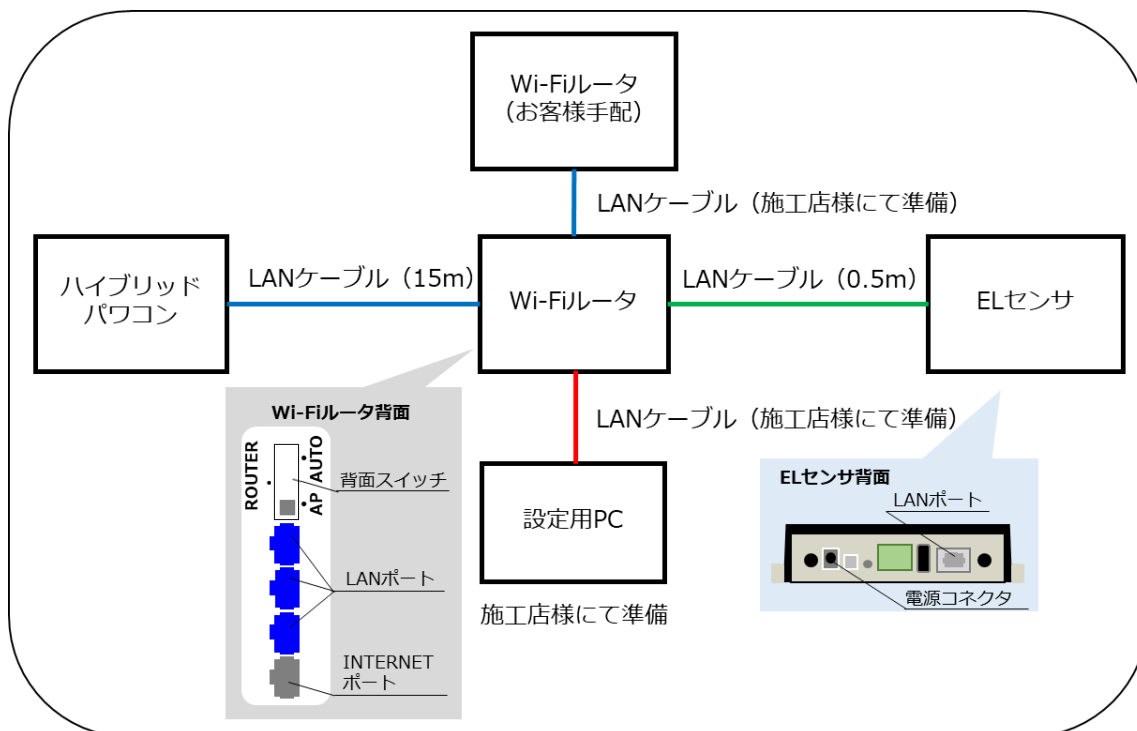 Wi-Fiルータ
（お客様手配）
LANケーブル（施工店様にて準備）
ハイブリッド
パワコン
LANケーブル（15m）
Wi-Fiルータ
LANケーブル（0.5m）
ELセンサ
Wi-Fiルータ背面
ROUTER
AUTO
AP
背面スイッチ
LANポート
INTERNET
ポート
LANケーブル（施工店様にて準備）
設定用PC
施工店様にて準備
ELセンサ背面
LANポート
電源コネクタ